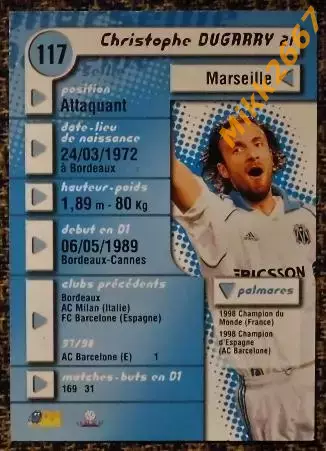 117
Christophe DUGARRY
Marseille
position
Attaquant
date-lieu
de naissance
24/03/1972
à Bordeaux
hauteur-poids
1,89 m - 80 Kg
debut en D1
06/05/1989
Bordeaux-Cannes
clubs précédents
Bordeaux
AC Milan (Italie)
FC Barcelone (Espagne)
97/98
AC Barcelone (E) 1
matches-buts en D1
169 31
ERICSSON
palmares
1998 Champion du
Monde (France)
1998 Champion
d'Espagne
(AC Barcelone)
Mikk2667